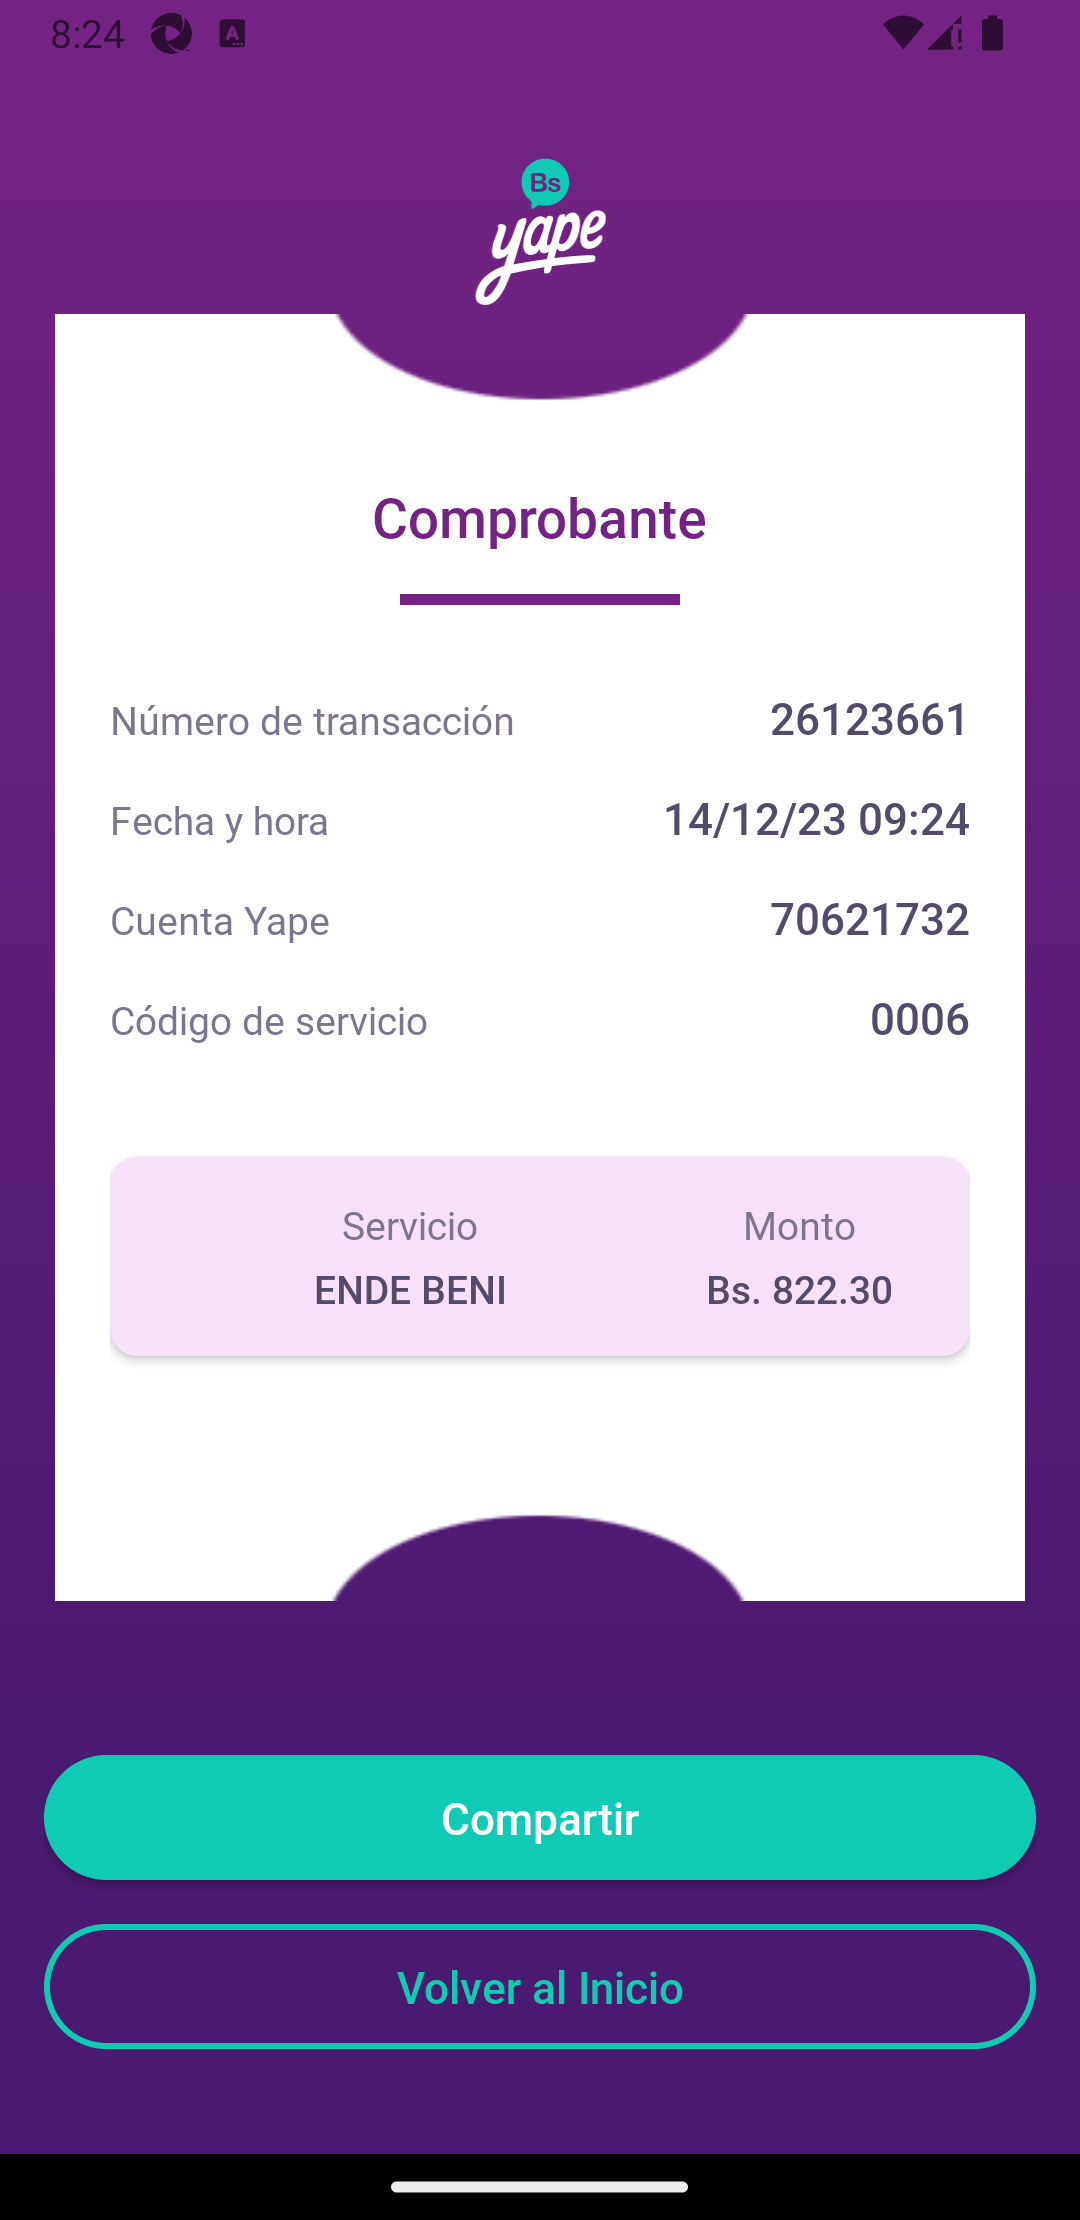 8:24
Bs
yape
Comprobante
Número de transacción 26123661
Fecha y hora 14/12/23 09:24
Cuenta Yape 70621732
Código de servicio 0006
Servicio Monto
ENDE BENI Bs. 822.30
Compartir
Volver al Inicio